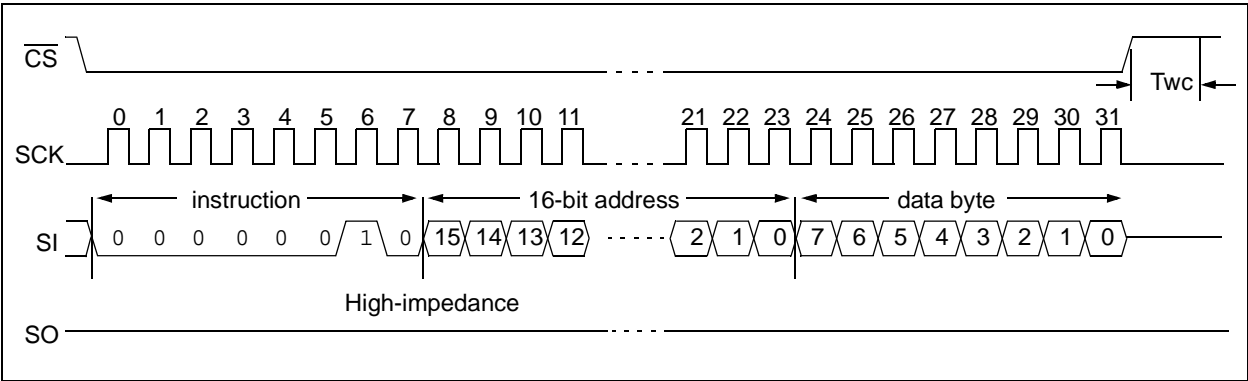 CS
Twc
0 1 2 3 4 5 6 7 8 9 10 11 21 22 23 24 25 26 27 28 29 30 31
SCK
instruction 16-bit address data byte
SI 0 0 0 0 0 0 1 0 15 14 13 12 2 1 0 7 6 5 4 3 2 1 0
High-impedance
SO